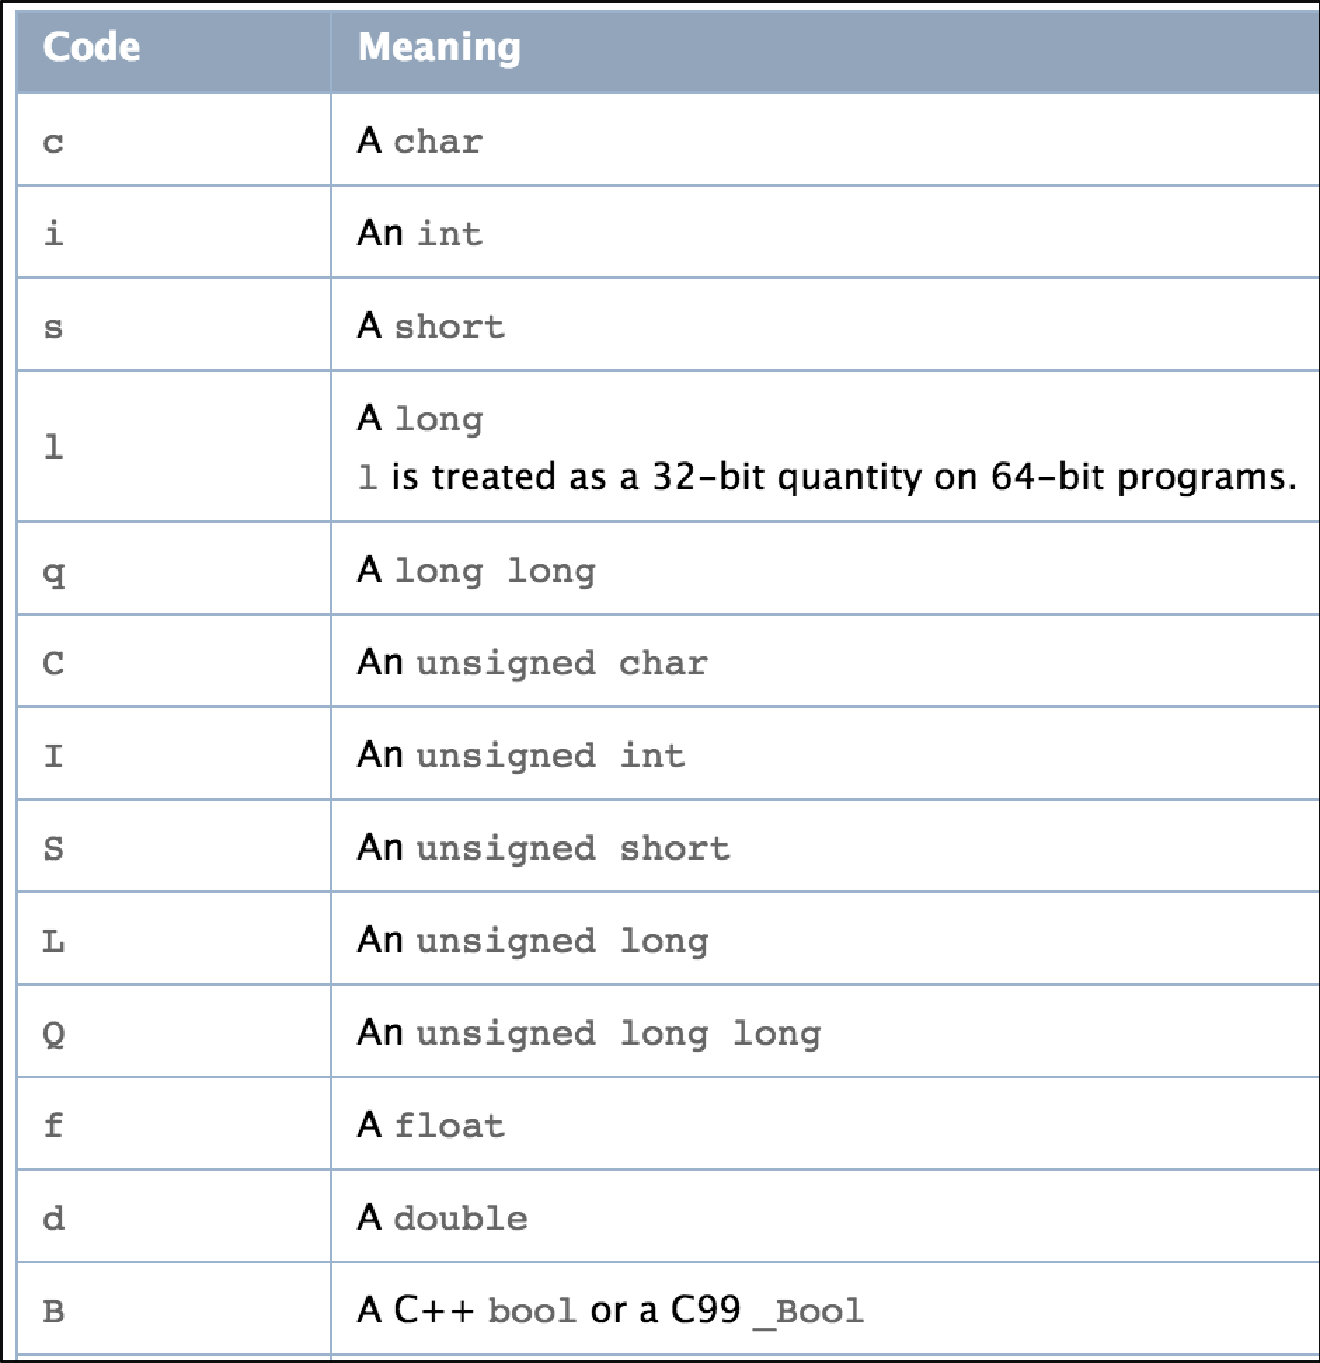 Code Meaning
c A char
i An int
s A short
l A long
l is treated as a 32-bit quantity on 64-bit programs.
q A long long
C An unsigned char
I An unsigned int
S An unsigned short
L An unsigned long
Q An unsigned long long
f A float
d A double
B A C++ bool or a C99 _Bool